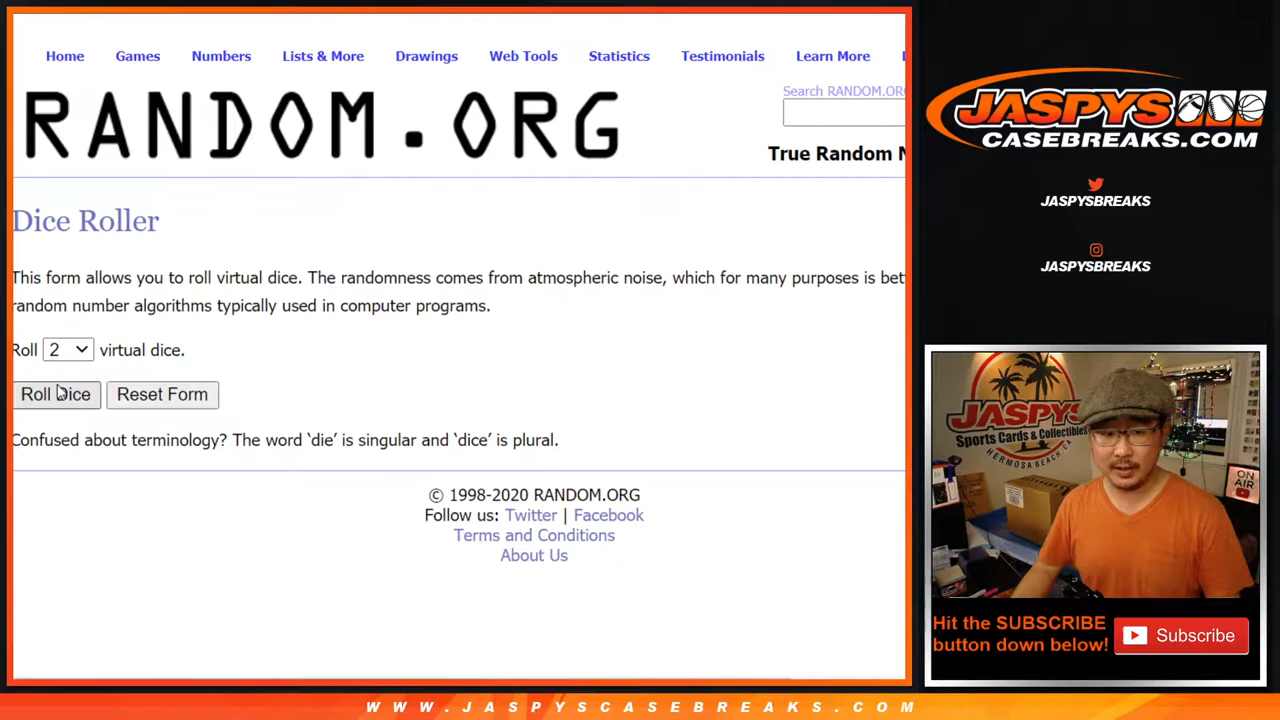 Home Games Numbers Lists & More Drawings Web Tools Statistics Testimonials Learn More
Search RANDOM.OR
RANDOM.ORG
True Random
Dice Roller
This form allows you to roll virtual dice. The randomness comes from atmospheric noise, which for many purposes is bet
random number algorithms typically used in computer programs.
Roll 2 virtual dice.
Roll Dice Reset Form
Confused about terminology? The word ‘die’ is singular and ‘dice’ is plural.
© 1998-2020 RANDOM.ORG
Follow us: Twitter | Facebook
Terms and Conditions
About Us
JASPYS
CASEBREAKS.COM
JASPYSBREAKS
JASPYSBREAKS
JASPYS
Sports Cards & Collectibles
HERMOSA BEACH, CA
ON
AIR
Hit the SUBSCRIBE
button down below!
Subscribe
WWW.JASPYSCASEBREAKS.COM